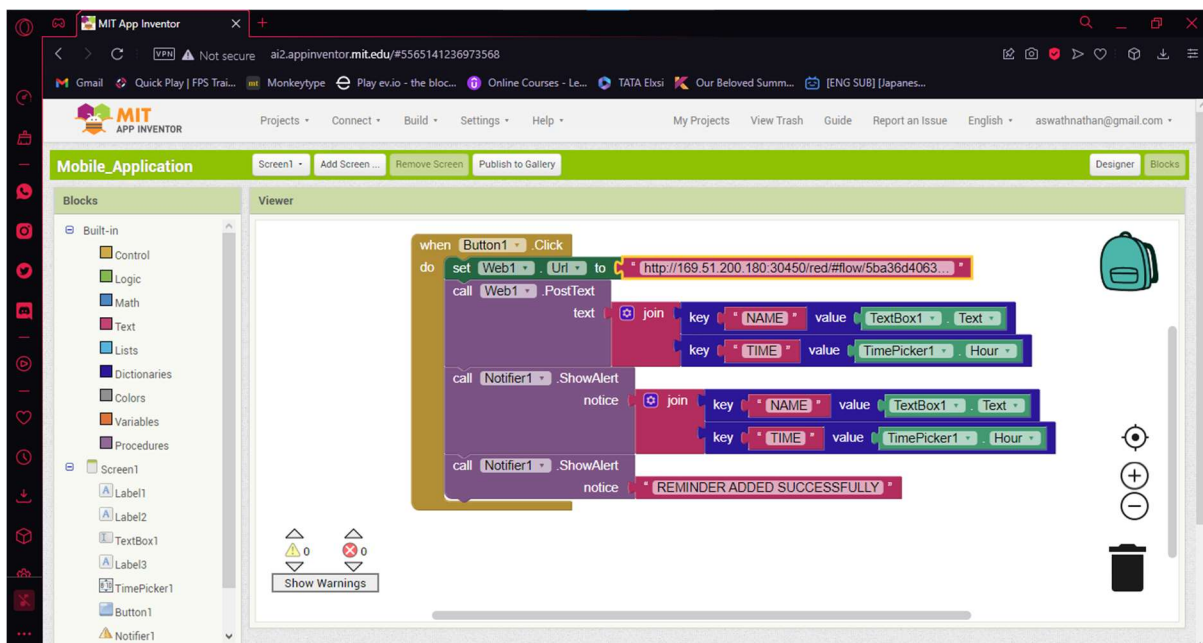 MIT App Inventor
VPN Not secure ai2.appinventor.mit.edu/#5565141236973568
Gmail Quick Play | FPS Trai... mt Monkeytype Play ev.io - the bloc... Online Courses - Le... TATA Elxsi Our Beloved Summ... [ENG SUB] [Japanes...
MIT
APP INVENTOR
Projects Connect Build Settings Help My Projects View Trash Guide Report an Issue English aswathnathan@gmail.com
Mobile_Application Screen1 Add Screen ... Remove Screen Publish to Gallery Designer Blocks
Blocks Viewer
Built-in
Control
Logic
Math
Text
Lists
Dictionaries
Colors
Variables
Procedures
Screen1
Label1
Label2
TextBox1
Label3
TimePicker1
Button1
Notifier1
when Button1 .Click
do set Web1 . Url to " http://169.51.200.180:30450/red/#flow/5ba36d4063... "
call Web1 .PostText
text join key " NAME " value TextBox1 . Text
key " TIME " value TimePicker1 . Hour
call Notifier1 .ShowAlert
notice join key " NAME " value TextBox1 . Text
key " TIME " value TimePicker1 . Hour
call Notifier1 .ShowAlert
notice " REMINDER ADDED SUCCESSFULLY "
0 0
Show Warnings